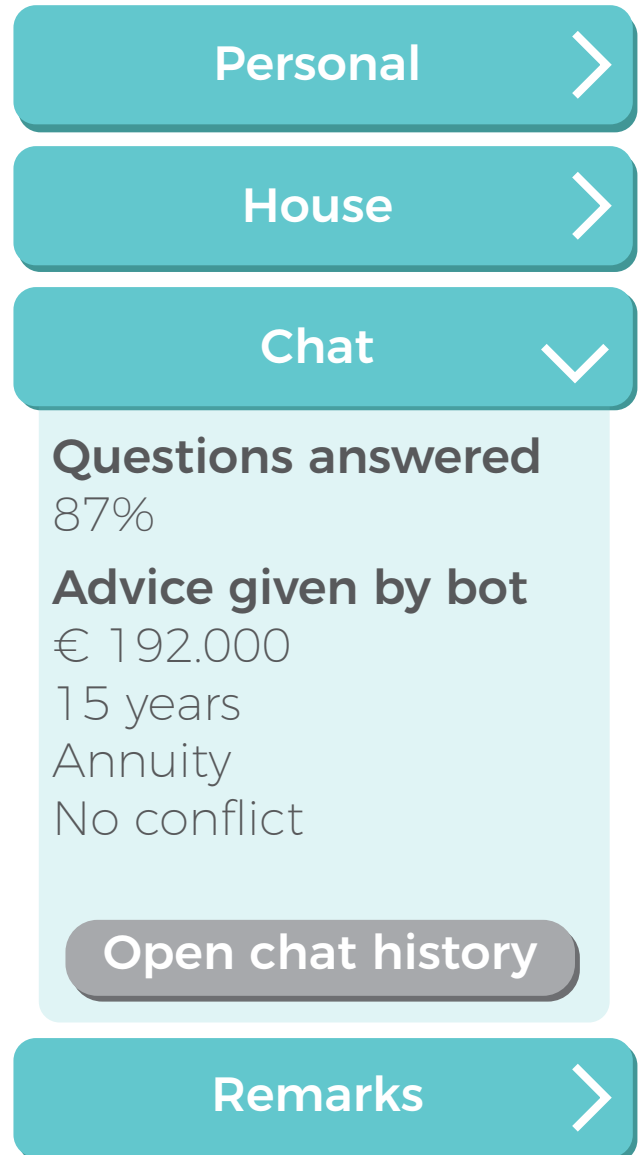 Personal
House
Chat
Questions answered
87%
Advice given by bot
€ 192.000
15 years
Annuity
No conflict
Open chat history
Remarks